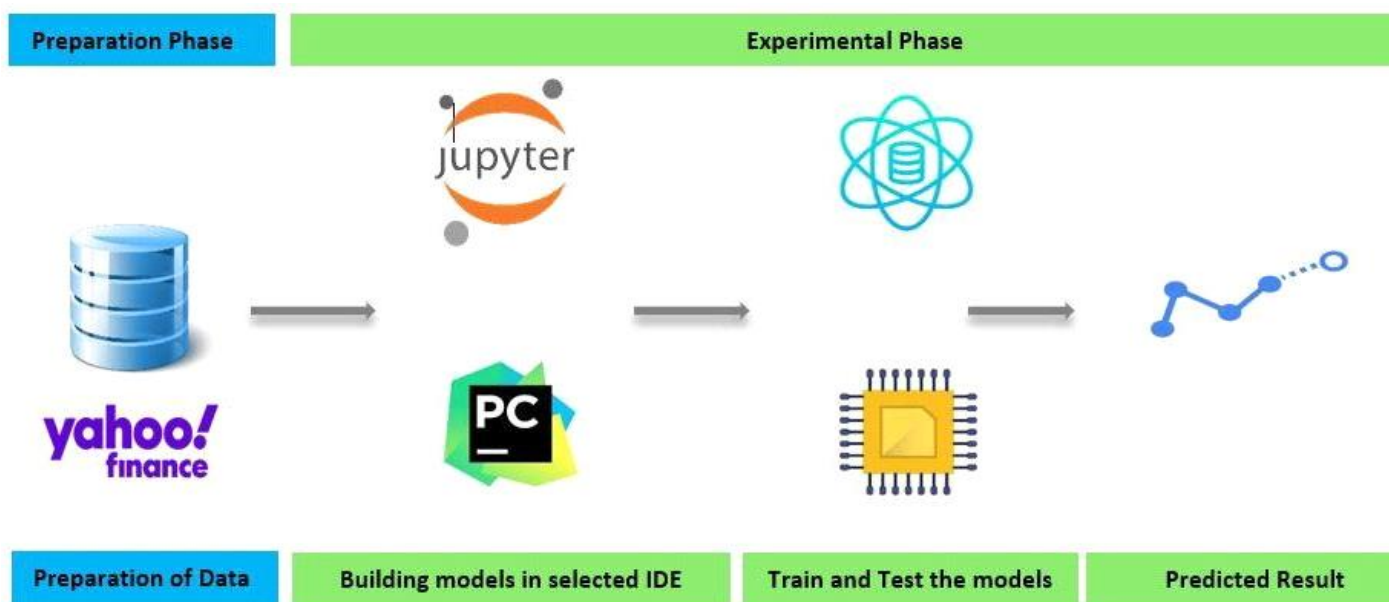 Preparation Phase
Experimental Phase
jupyter
PC
yahoo!
finance
Preparation of Data
Building models in selected IDE
Train and Test the models
Predicted Result